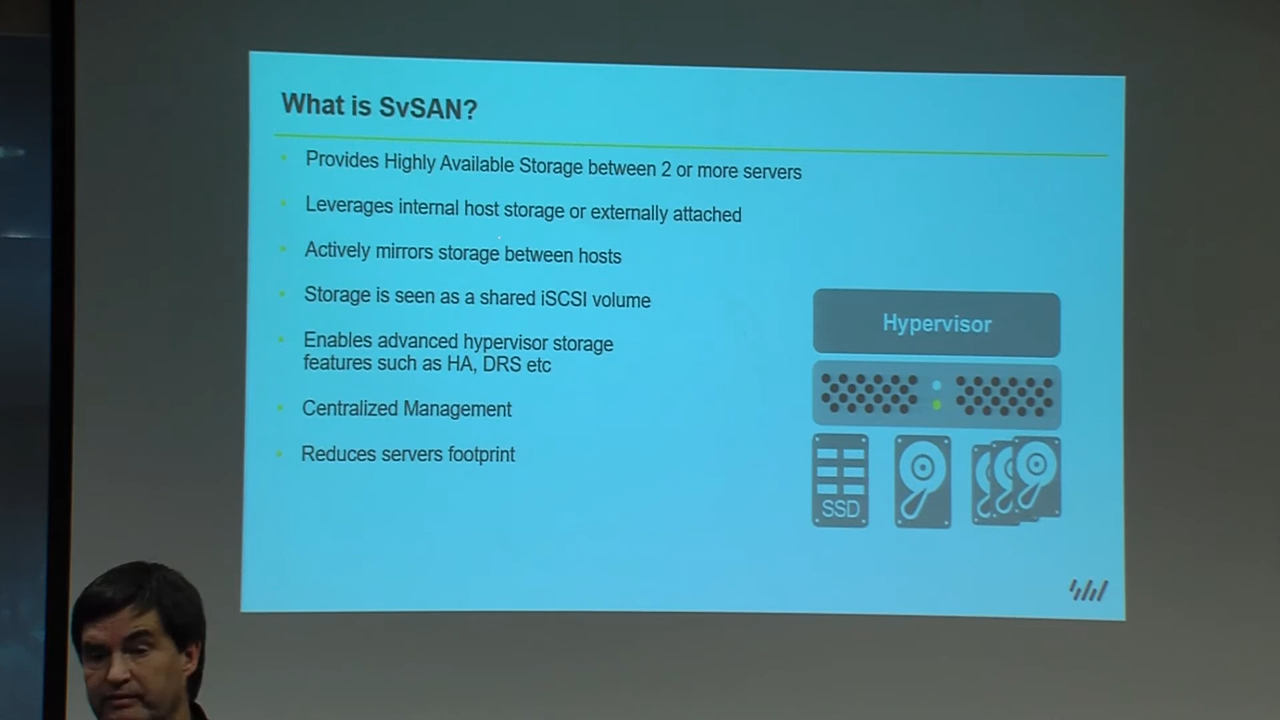 What is SvSAN?
Provides Highly Available Storage between 2 or more servers
Leverages internal host storage or externally attached
Actively mirrors storage between hosts
Storage is seen as a shared iSCSI volume
Enables advanced hypervisor storage
features such as HA, DRS etc
Centralized Management
Reduces servers footprint
Hypervisor
SSD